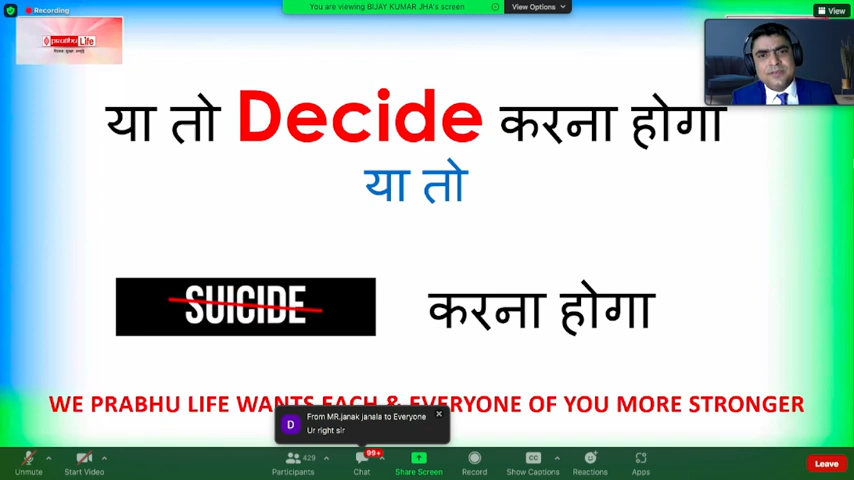 Recording
You are viewing BIJAY KUMAR JHA's screen
View Options
View
prabhu Life
या तो Decide करना होगा
या तो
SUICIDE करना होगा
WE PRABHU LIFE WANTS EACH & EVERYONE OF YOU MORE STRONGER
D
From MR.janak janala to Everyone
Ur right sir
Unmute
Start Video
429
Participants
99+
Chat
Share Screen
Record
CC
Show Captions
Reactions
Apps
Leave